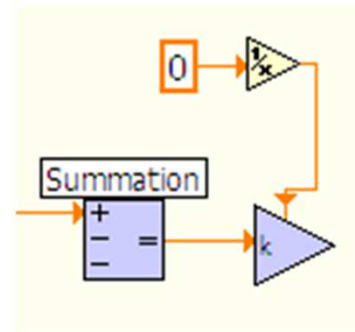 0
1/x
Summation
+
−
− =
k